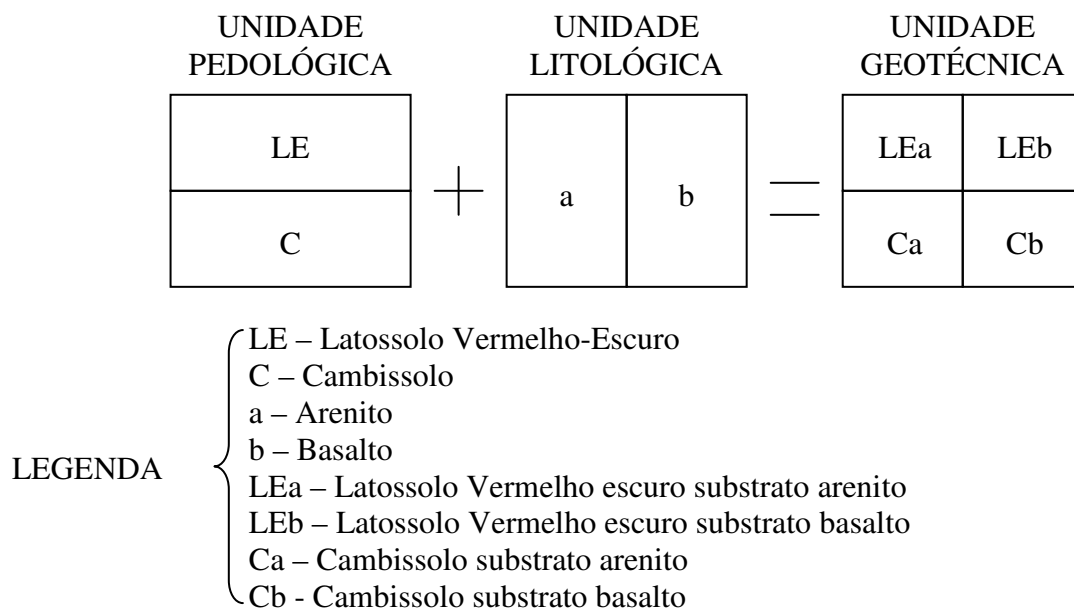 UNIDADE PEDOLÓGICA
UNIDADE LITOLÓGICA
UNIDADE GEOTÉCNICA
LE
C
+
a
b
=
LEa
LEb
Ca
Cb
LEGENDA
LE – Latossolo Vermelho-Escuro
C – Cambissolo
a – Arenito
b – Basalto
LEa – Latossolo Vermelho escuro substrato arenito
LEb – Latossolo Vermelho escuro substrato basalto
Ca – Cambissolo substrato arenito
Cb - Cambissolo substrato basalto